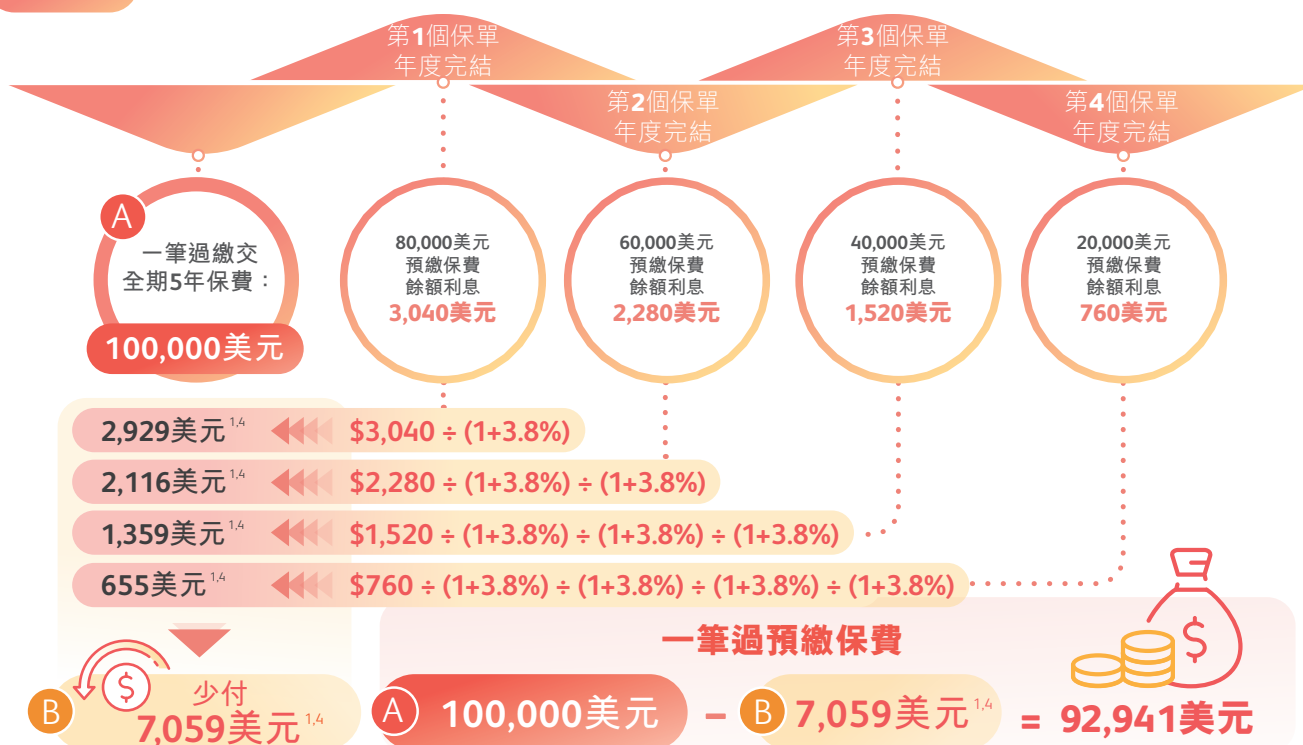 第1個保單
年度完結
第2個保單
年度完結
第3個保單
年度完結
第4個保單
年度完結
A
一筆過繳交
全期5年保費：
100,000美元
80,000美元
預繳保費
餘額利息
3,040美元
60,000美元
預繳保費
餘額利息
2,280美元
40,000美元
預繳保費
餘額利息
1,520美元
20,000美元
預繳保費
餘額利息
760美元
2,929美元1,4 $3,040 ÷ (1+3.8%)
2,116美元1,4 $2,280 ÷ (1+3.8%) ÷ (1+3.8%)
1,359美元1,4 $1,520 ÷ (1+3.8%) ÷ (1+3.8%) ÷ (1+3.8%)
655美元1,4 $760 ÷ (1+3.8%) ÷ (1+3.8%) ÷ (1+3.8%) ÷ (1+3.8%)
$
B
少付
7,059美元1,4
一筆過預繳保費
$
A 100,000美元 – B 7,059美元1,4 = 92,941美元